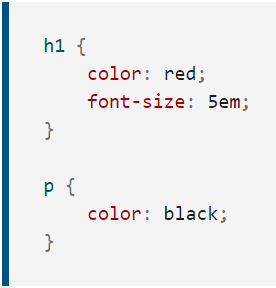 h1 {
    color: red;
    font-size: 5em;
}

p {
    color: black;
}